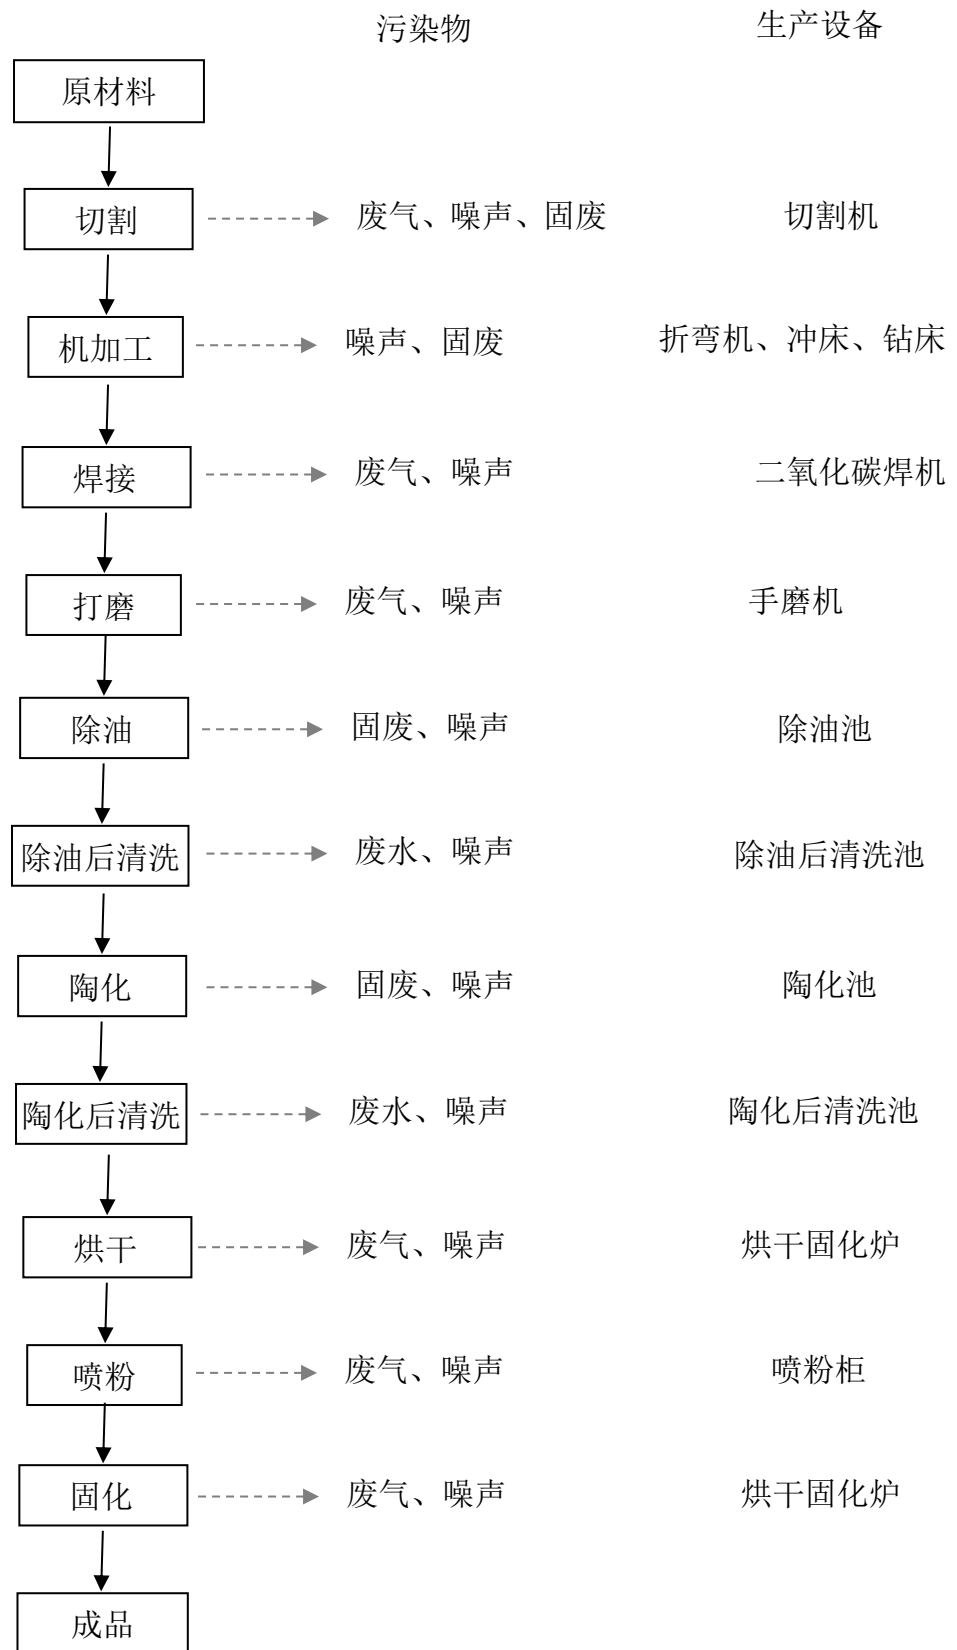 污染物 生产设备
原材料
切割 废气、噪声、固废 切割机
机加工 噪声、固废 折弯机、冲床、钻床
焊接 废气、噪声 二氧化碳焊机
打磨 废气、噪声 手磨机
除油 固废、噪声 除油池
除油后清洗 废水、噪声 除油后清洗池
陶化 固废、噪声 陶化池
陶化后清洗 废水、噪声 陶化后清洗池
烘干 废气、噪声 烘干固化炉
喷粉 废气、噪声 喷粉柜
固化 废气、噪声 烘干固化炉
成品